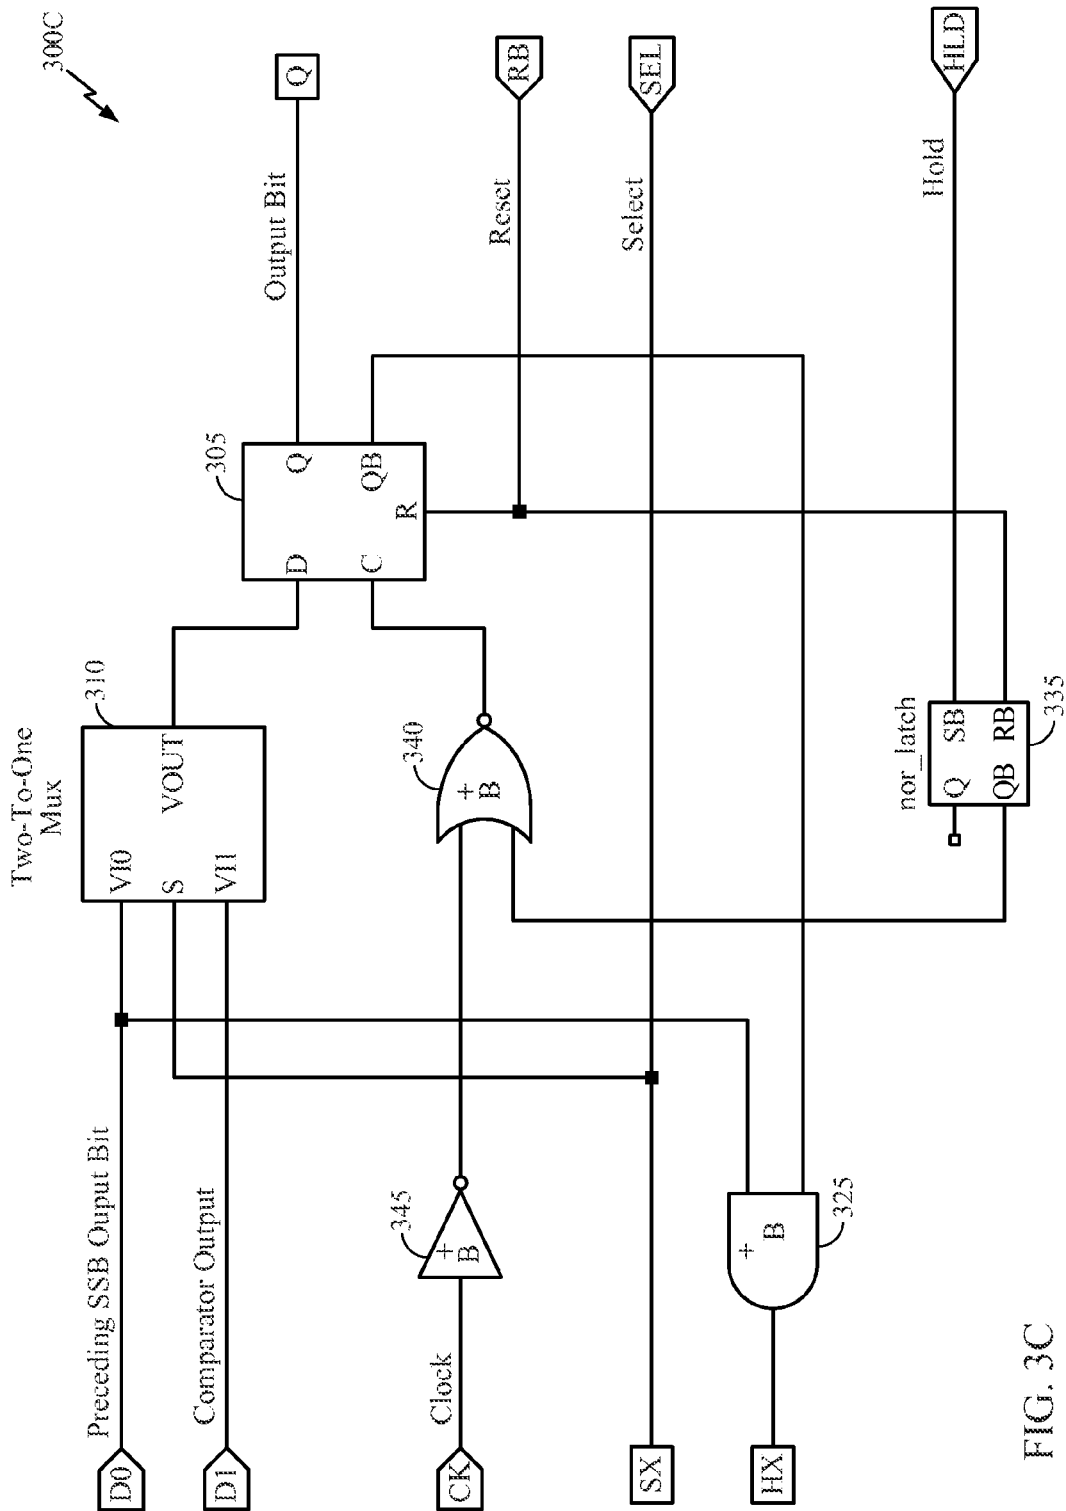 300C
Two-To-One
Mux
310
D0
Preceding SSB Ouput Bit
VI0
S
VOUT
VI1
D1
Comparator Output
305
D
Q
C
QB
R
Output Bit
Q
CK
Clock
345
+
B
340
+
B
Reset
RB
SX
Select
SEL
HX
+
B
325
nor_latch
Q
SB
QB
RB
335
Hold
HLD
FIG. 3C